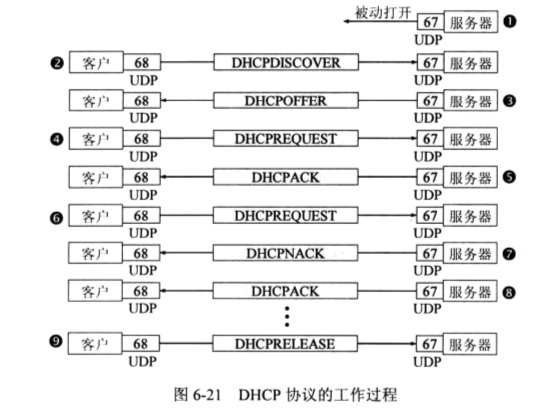 被动打开 67 服务器 ❶
UDP
❷ 客户 68 DHCPDISCOVER 67 服务器
UDP UDP
客户 68 DHCPOFFER 67 服务器 ❸
UDP UDP
❹ 客户 68 DHCPREQUEST 67 服务器
UDP UDP
客户 68 DHCPACK 67 服务器 ❺
UDP UDP
❻ 客户 68 DHCPREQUEST 67 服务器
UDP UDP
客户 68 DHCPNACK 67 服务器 ❼
UDP UDP
客户 68 DHCPACK 67 服务器 ❽
UDP UDP
❾ 客户 68 DHCPRELEASE 67 服务器
UDP UDP
图 6-21 DHCP 协议的工作过程